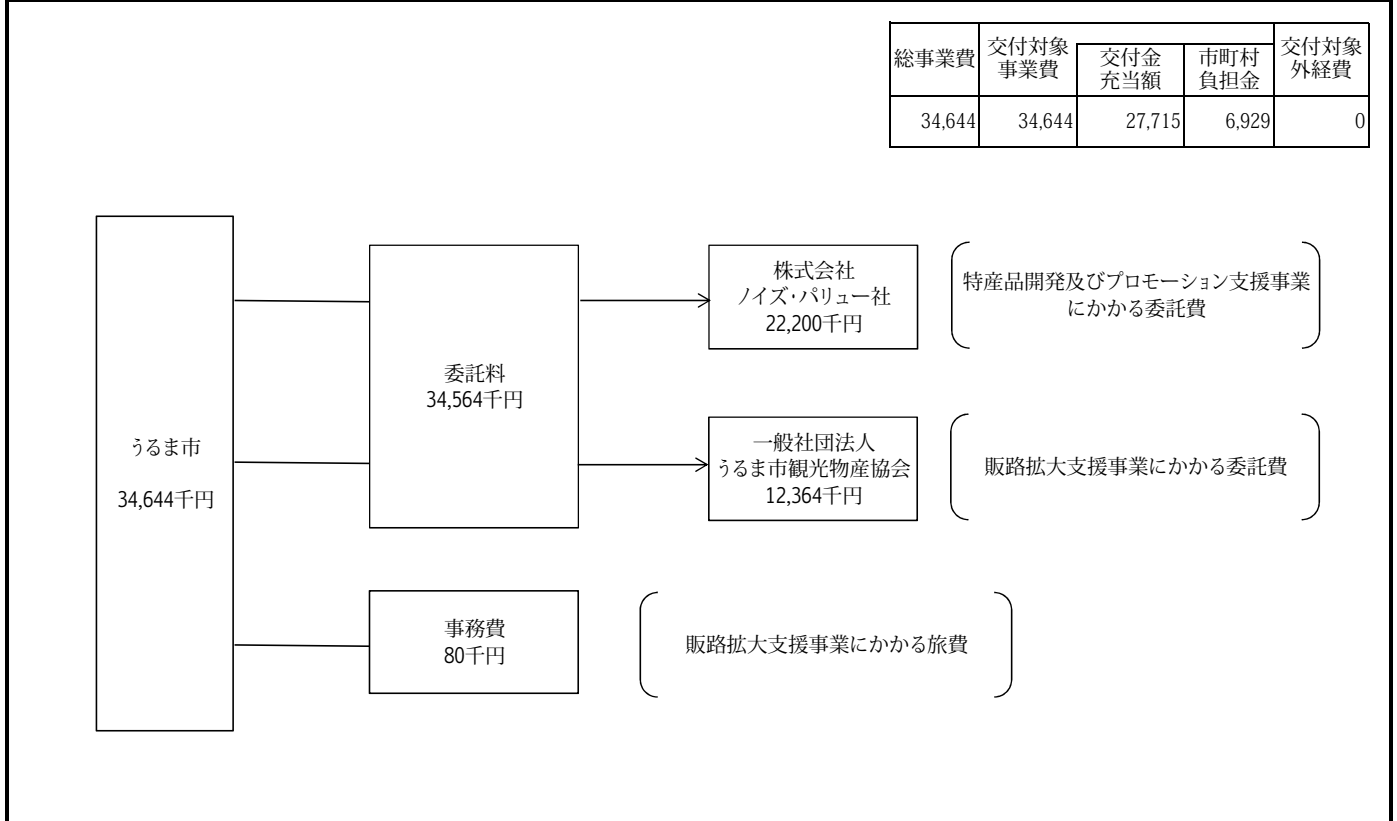 総事業費
交付対象
事業費
交付金
充当額
市町村
負担金
交付対象
外経費
34,644
34,644
27,715
6,929
0
うるま市
34,644千円
委託料
34,564千円
株式会社
ノイズ・バリュー社
22,200千円
特産品開発及びプロモーション支援事業
にかかる委託費
一般社団法人
うるま市観光物産協会
12,364千円
販路拡大支援事業にかかる委託費
事務費
80千円
販路拡大支援事業にかかる旅費